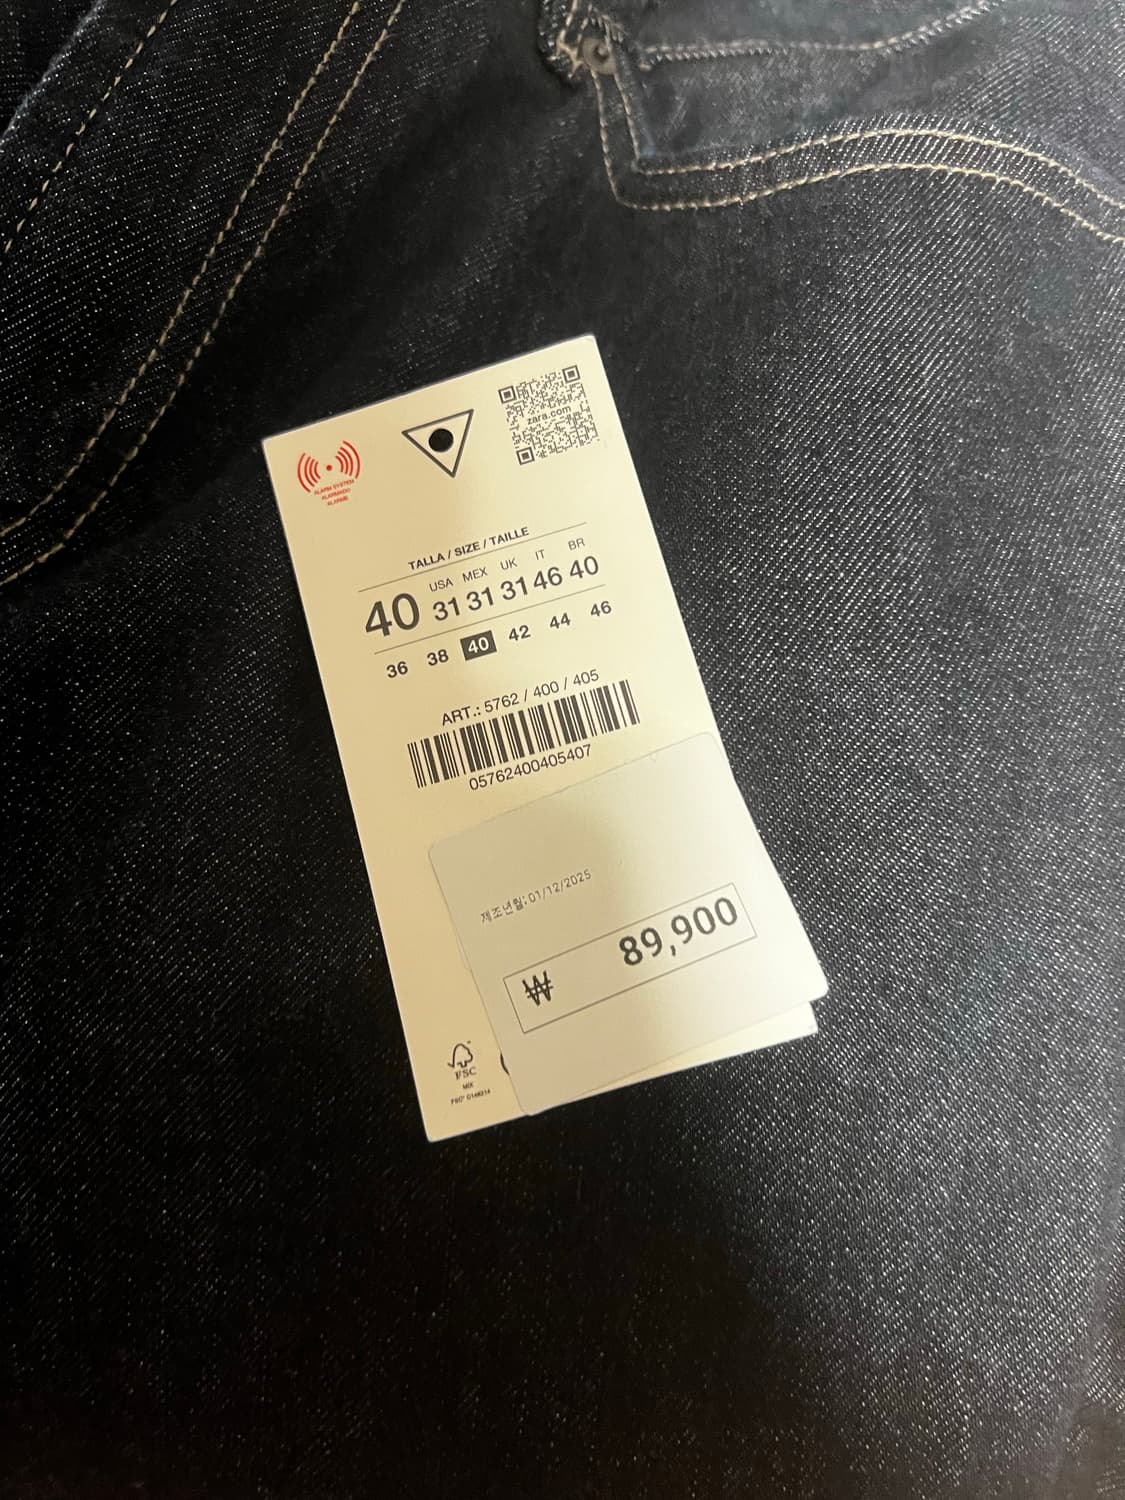 zara.com
ALARM SYSTEM
ALARMADO
ALARME
TALLA / SIZE / TAILLE
USA MEX UK IT BR
40 31 31 31 46 40
36 38 40 42 44 46
ART.: 5762 / 400 / 405
05762400405407
제조년월: 01/12/2025
₩ 89,900
FSC
MIX